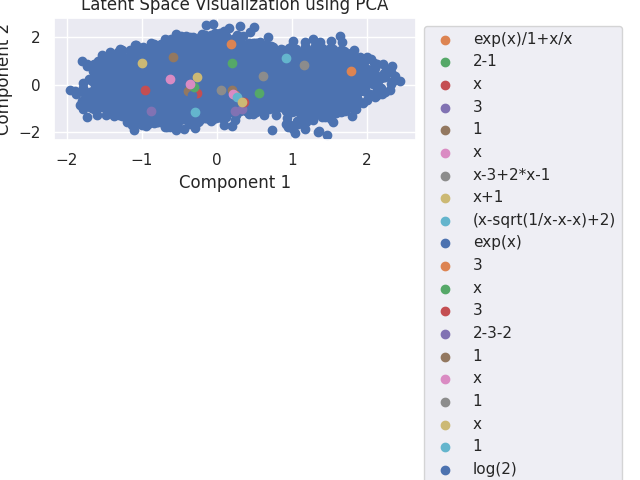 Latent Space Visualization using PCA
Component 2
2
0
−2
−2
−1
0
1
2
Component 1
exp(x)/1+x/x
2-1
x
3
1
x
x-3+2*x-1
x+1
(x-sqrt(1/x-x-x)+2)
exp(x)
3
x
3
2-3-2
1
x
1
x
1
log(2)